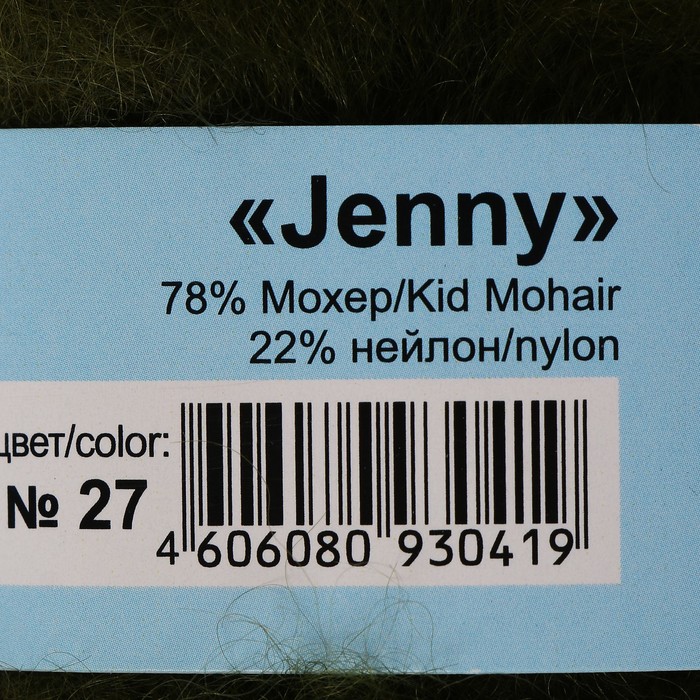 «Jenny»
78% Мохер/Kid Mohair
22% нейлон/nylon
цвет/color:
№ 27
4 606080 930419